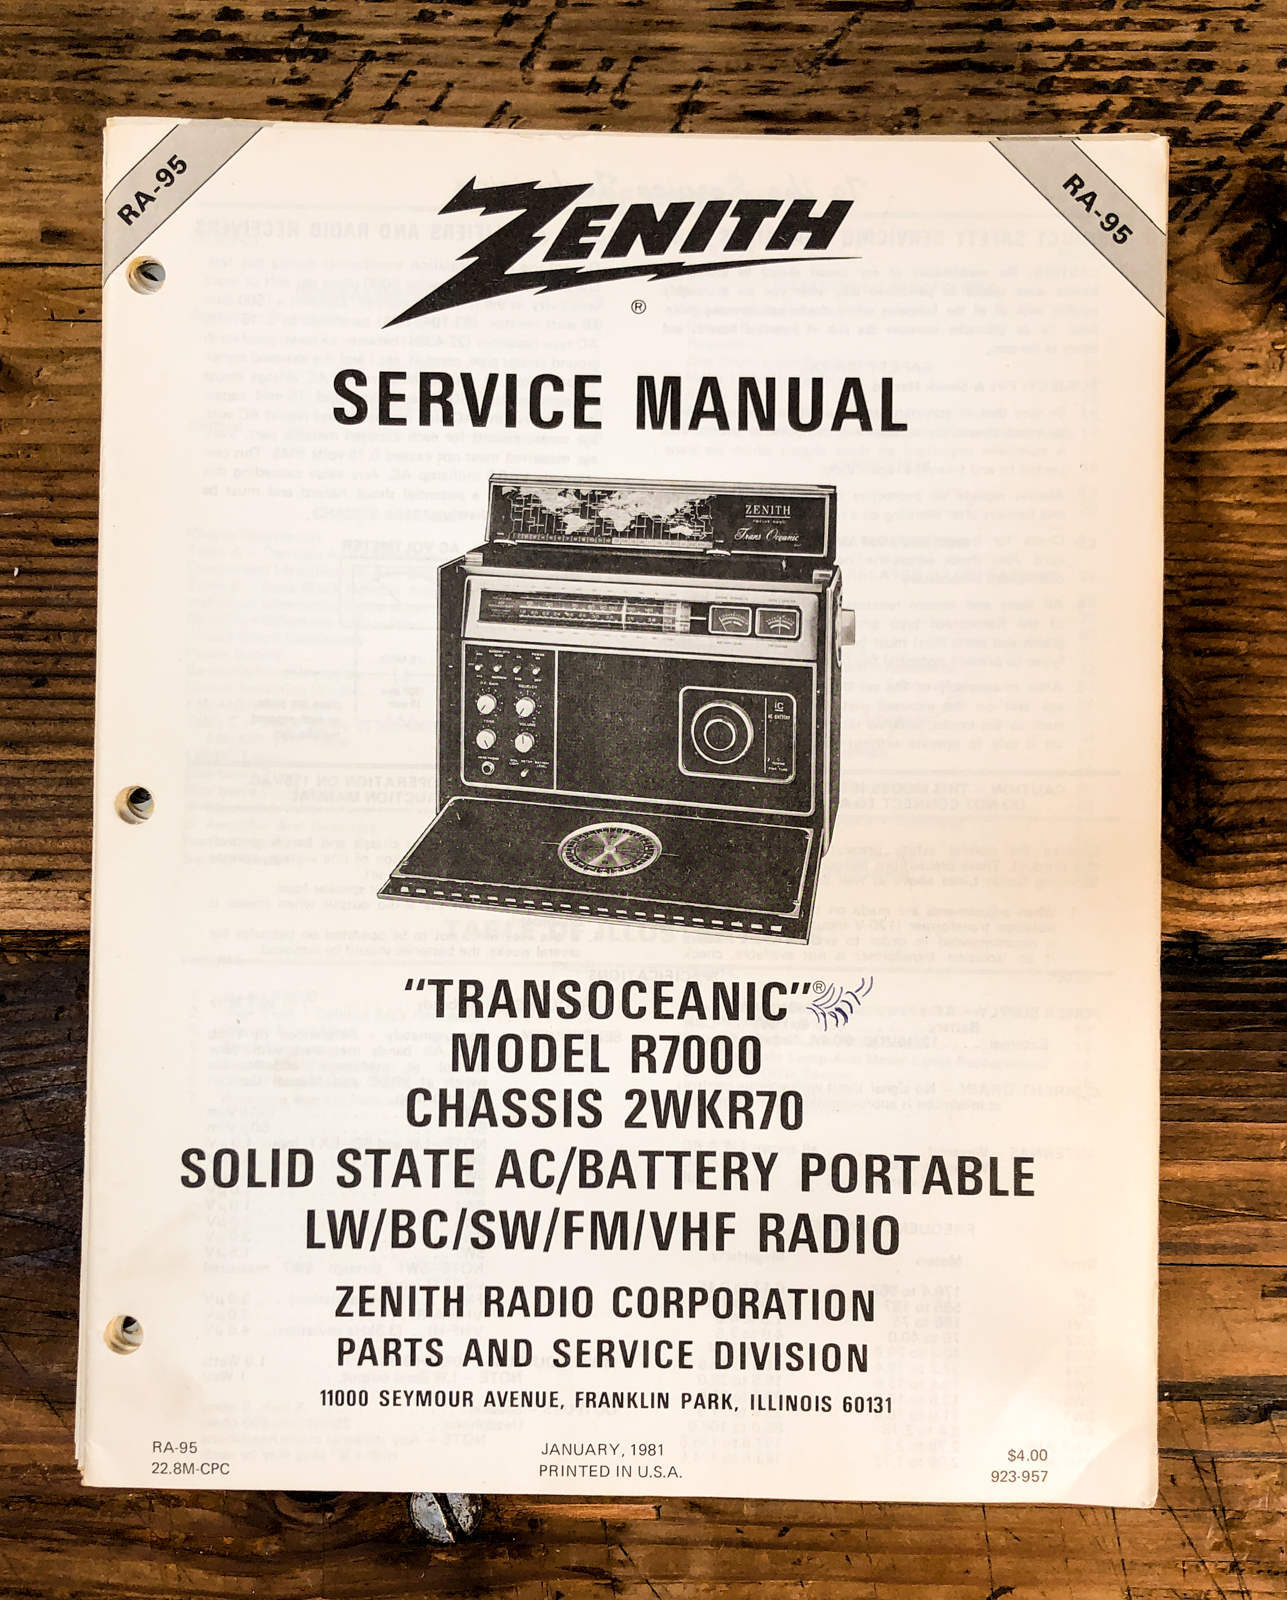 RA-95
RA-95
ZENITH
®
SERVICE MANUAL
ZENITH
Trans Oceanic
"TRANSOCEANIC"®
MODEL R7000
CHASSIS 2WKR70
SOLID STATE AC/BATTERY PORTABLE
LW/BC/SW/FM/VHF RADIO
ZENITH RADIO CORPORATION
PARTS AND SERVICE DIVISION
11000 SEYMOUR AVENUE, FRANKLIN PARK, ILLINOIS 60131
RA-95
22.8M-CPC
JANUARY, 1981
PRINTED IN U.S.A.
$4.00
923-957